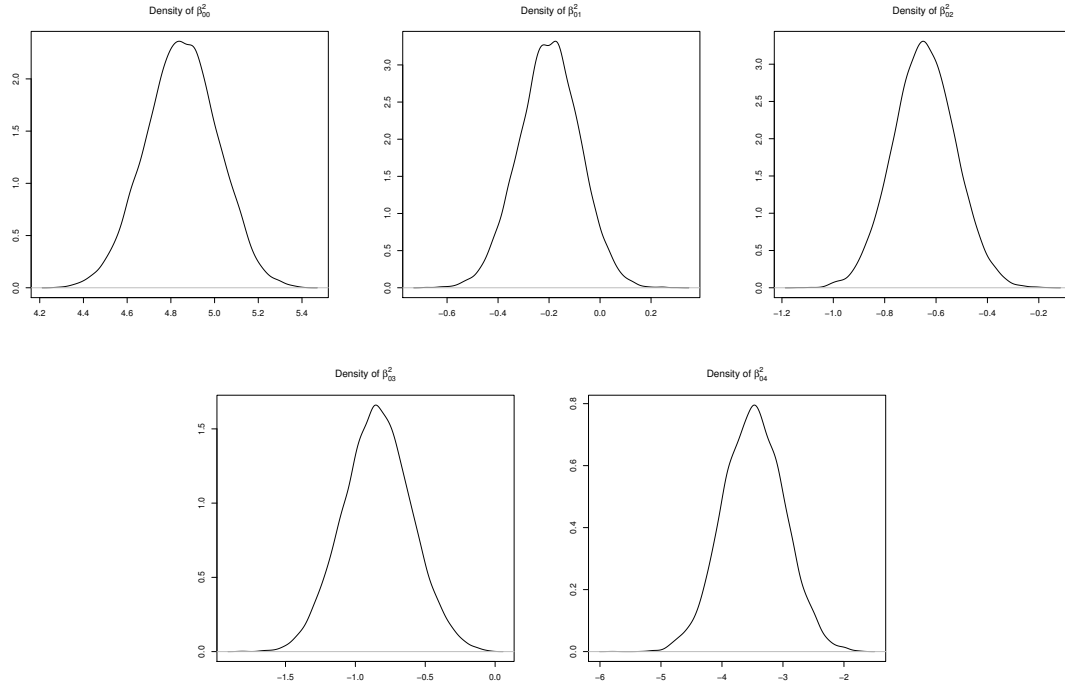 Density of β²₀₀
0.0 0.5 1.0 1.5 2.0
4.2 4.4 4.6 4.8 5.0 5.2 5.4
Density of β²₀₁
0.0 0.5 1.0 1.5 2.0 2.5 3.0
−0.6 −0.4 −0.2 0.0 0.2
Density of β²₀₂
0.0 0.5 1.0 1.5 2.0 2.5 3.0
−1.2 −1.0 −0.8 −0.6 −0.4 −0.2
Density of β²₀₃
0.0 0.5 1.0 1.5
−1.5 −1.0 −0.5 0.0
Density of β²₀₄
0.0 0.2 0.4 0.6 0.8
−6 −5 −4 −3 −2